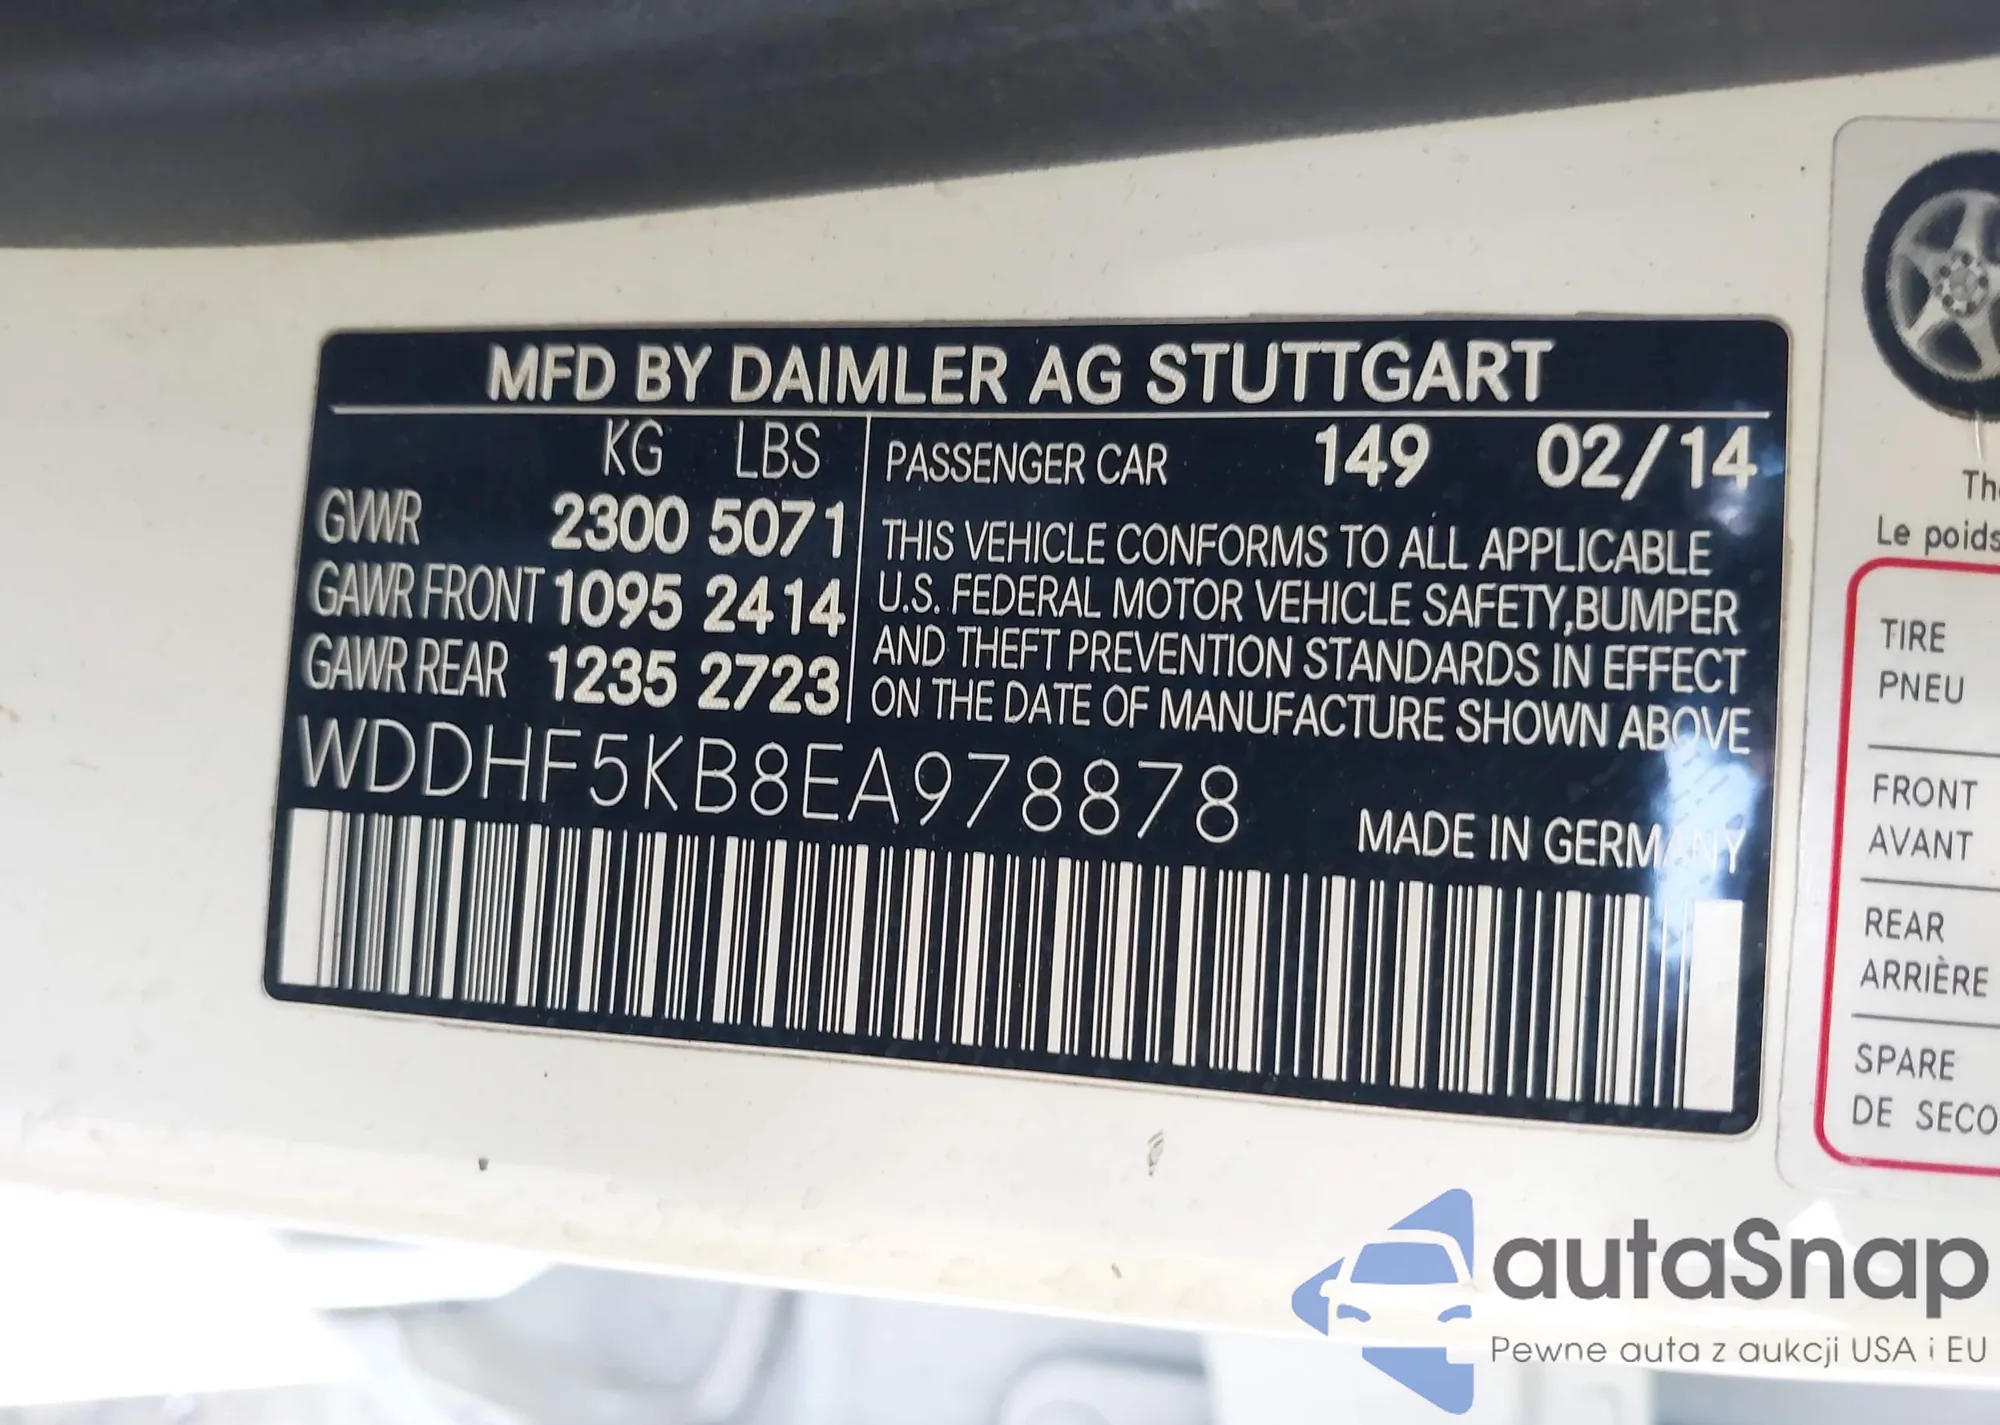 MFD BY DAIMLER AG STUTTGART
KG LBS
GVWR 2300 5071
GAWR FRONT 1095 2414
GAWR REAR 1235 2723
PASSENGER CAR 149 02/14
THIS VEHICLE CONFORMS TO ALL APPLICABLE
U.S. FEDERAL MOTOR VEHICLE SAFETY,BUMPER
AND THEFT PREVENTION STANDARDS IN EFFECT
ON THE DATE OF MANUFACTURE SHOWN ABOVE
WDDHF5KB8EA978878
MADE IN GERMANY
Le poids
TIRE
PNEU
FRONT
AVANT
REAR
ARRIÈRE
SPARE
DE SECO
autaSnap
Pewne auta z aukcji USA i EU